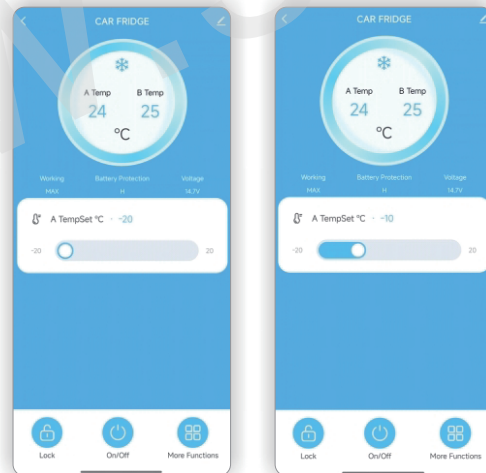 CAR FRIDGE
A Temp B Temp
24 25
°C
Working Battery Protection Voltage
MAX H 14.7V
A TempSet °C · -20
-20 20
Lock On/Off More Functions
CAR FRIDGE
A Temp B Temp
24 25
°C
Working Battery Protection Voltage
MAX H 14.7V
A TempSet °C · -10
-20 20
Lock On/Off More Functions